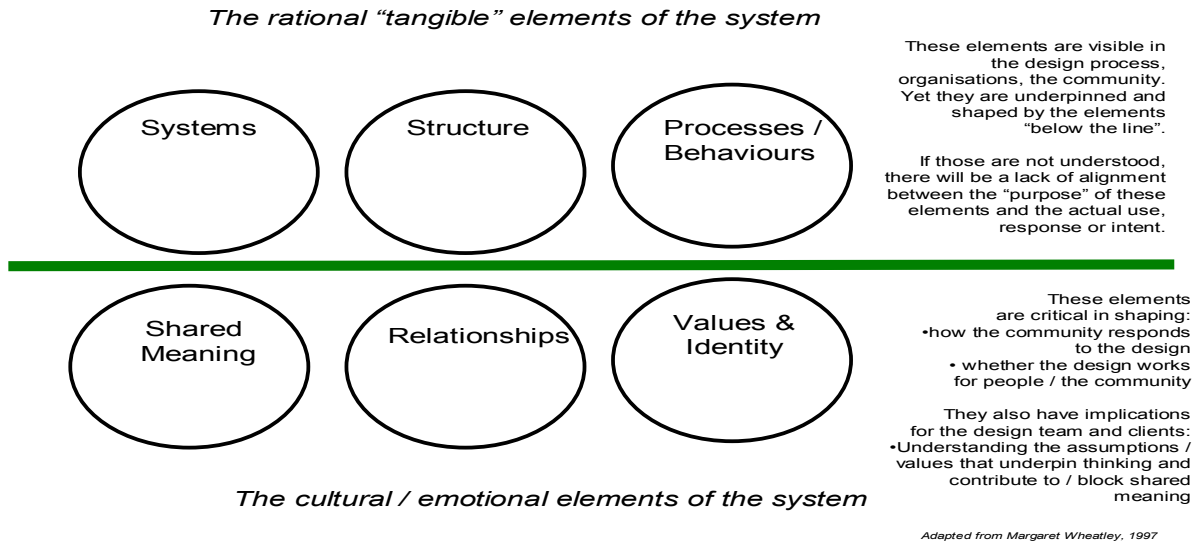 The rational “tangible” elements of the system
These elements are visible in
the design process,
organisations, the community.
Yet they are underpinned and
shaped by the elements
“below the line”.
If those are not understood,
there will be a lack of alignment
between the “purpose” of these
elements and the actual use,
response or intent.
Systems
Structure
Processes /
Behaviours
Shared
Meaning
Relationships
Values &
Identity
These elements
are critical in shaping:
•how the community responds
to the design
• whether the design works
for people / the community
They also have implications
for the design team and clients:
•Understanding the assumptions /
values that underpin thinking and
contribute to / block shared
meaning
The cultural / emotional elements of the system
Adapted from Margaret Wheatley, 1997